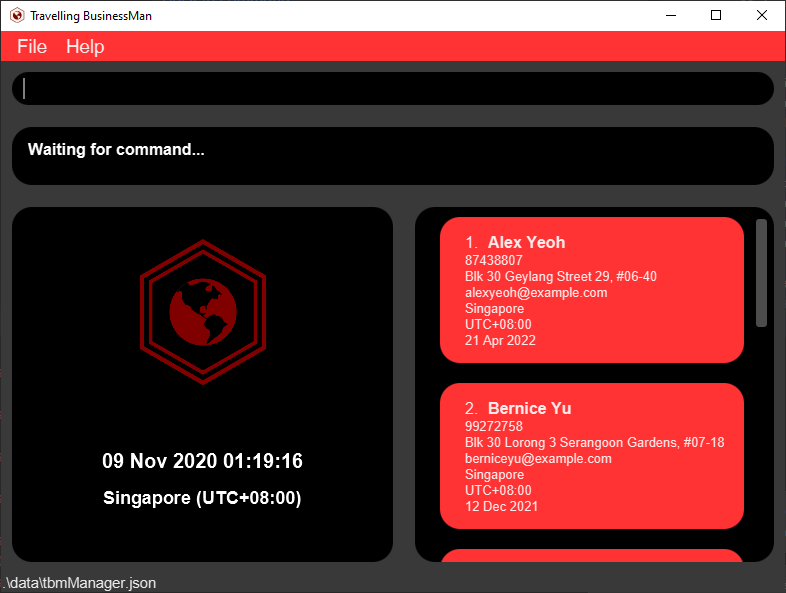 Travelling BusinessMan
File Help
Waiting for command...
09 Nov 2020 01:19:16
Singapore (UTC+08:00)
1. Alex Yeoh
87438807
Blk 30 Geylang Street 29, #06-40
alexyeoh@example.com
Singapore
UTC+08:00
21 Apr 2022
2. Bernice Yu
99272758
Blk 30 Lorong 3 Serangoon Gardens, #07-18
berniceyu@example.com
Singapore
UTC+08:00
12 Dec 2021
.\data\tbmManager.json